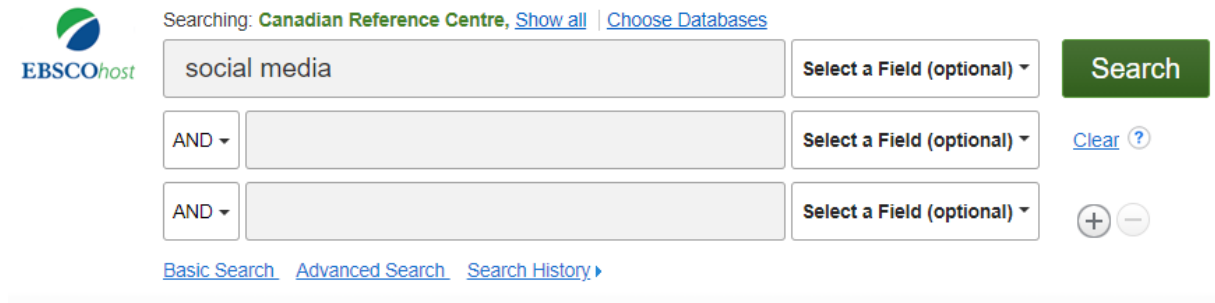 Searching: Canadian Reference Centre, Show all | Choose Databases
EBSCOhost
social media
Select a Field (optional)
Search
AND
Select a Field (optional)
Clear ?
AND
Select a Field (optional)
Basic Search Advanced Search Search History